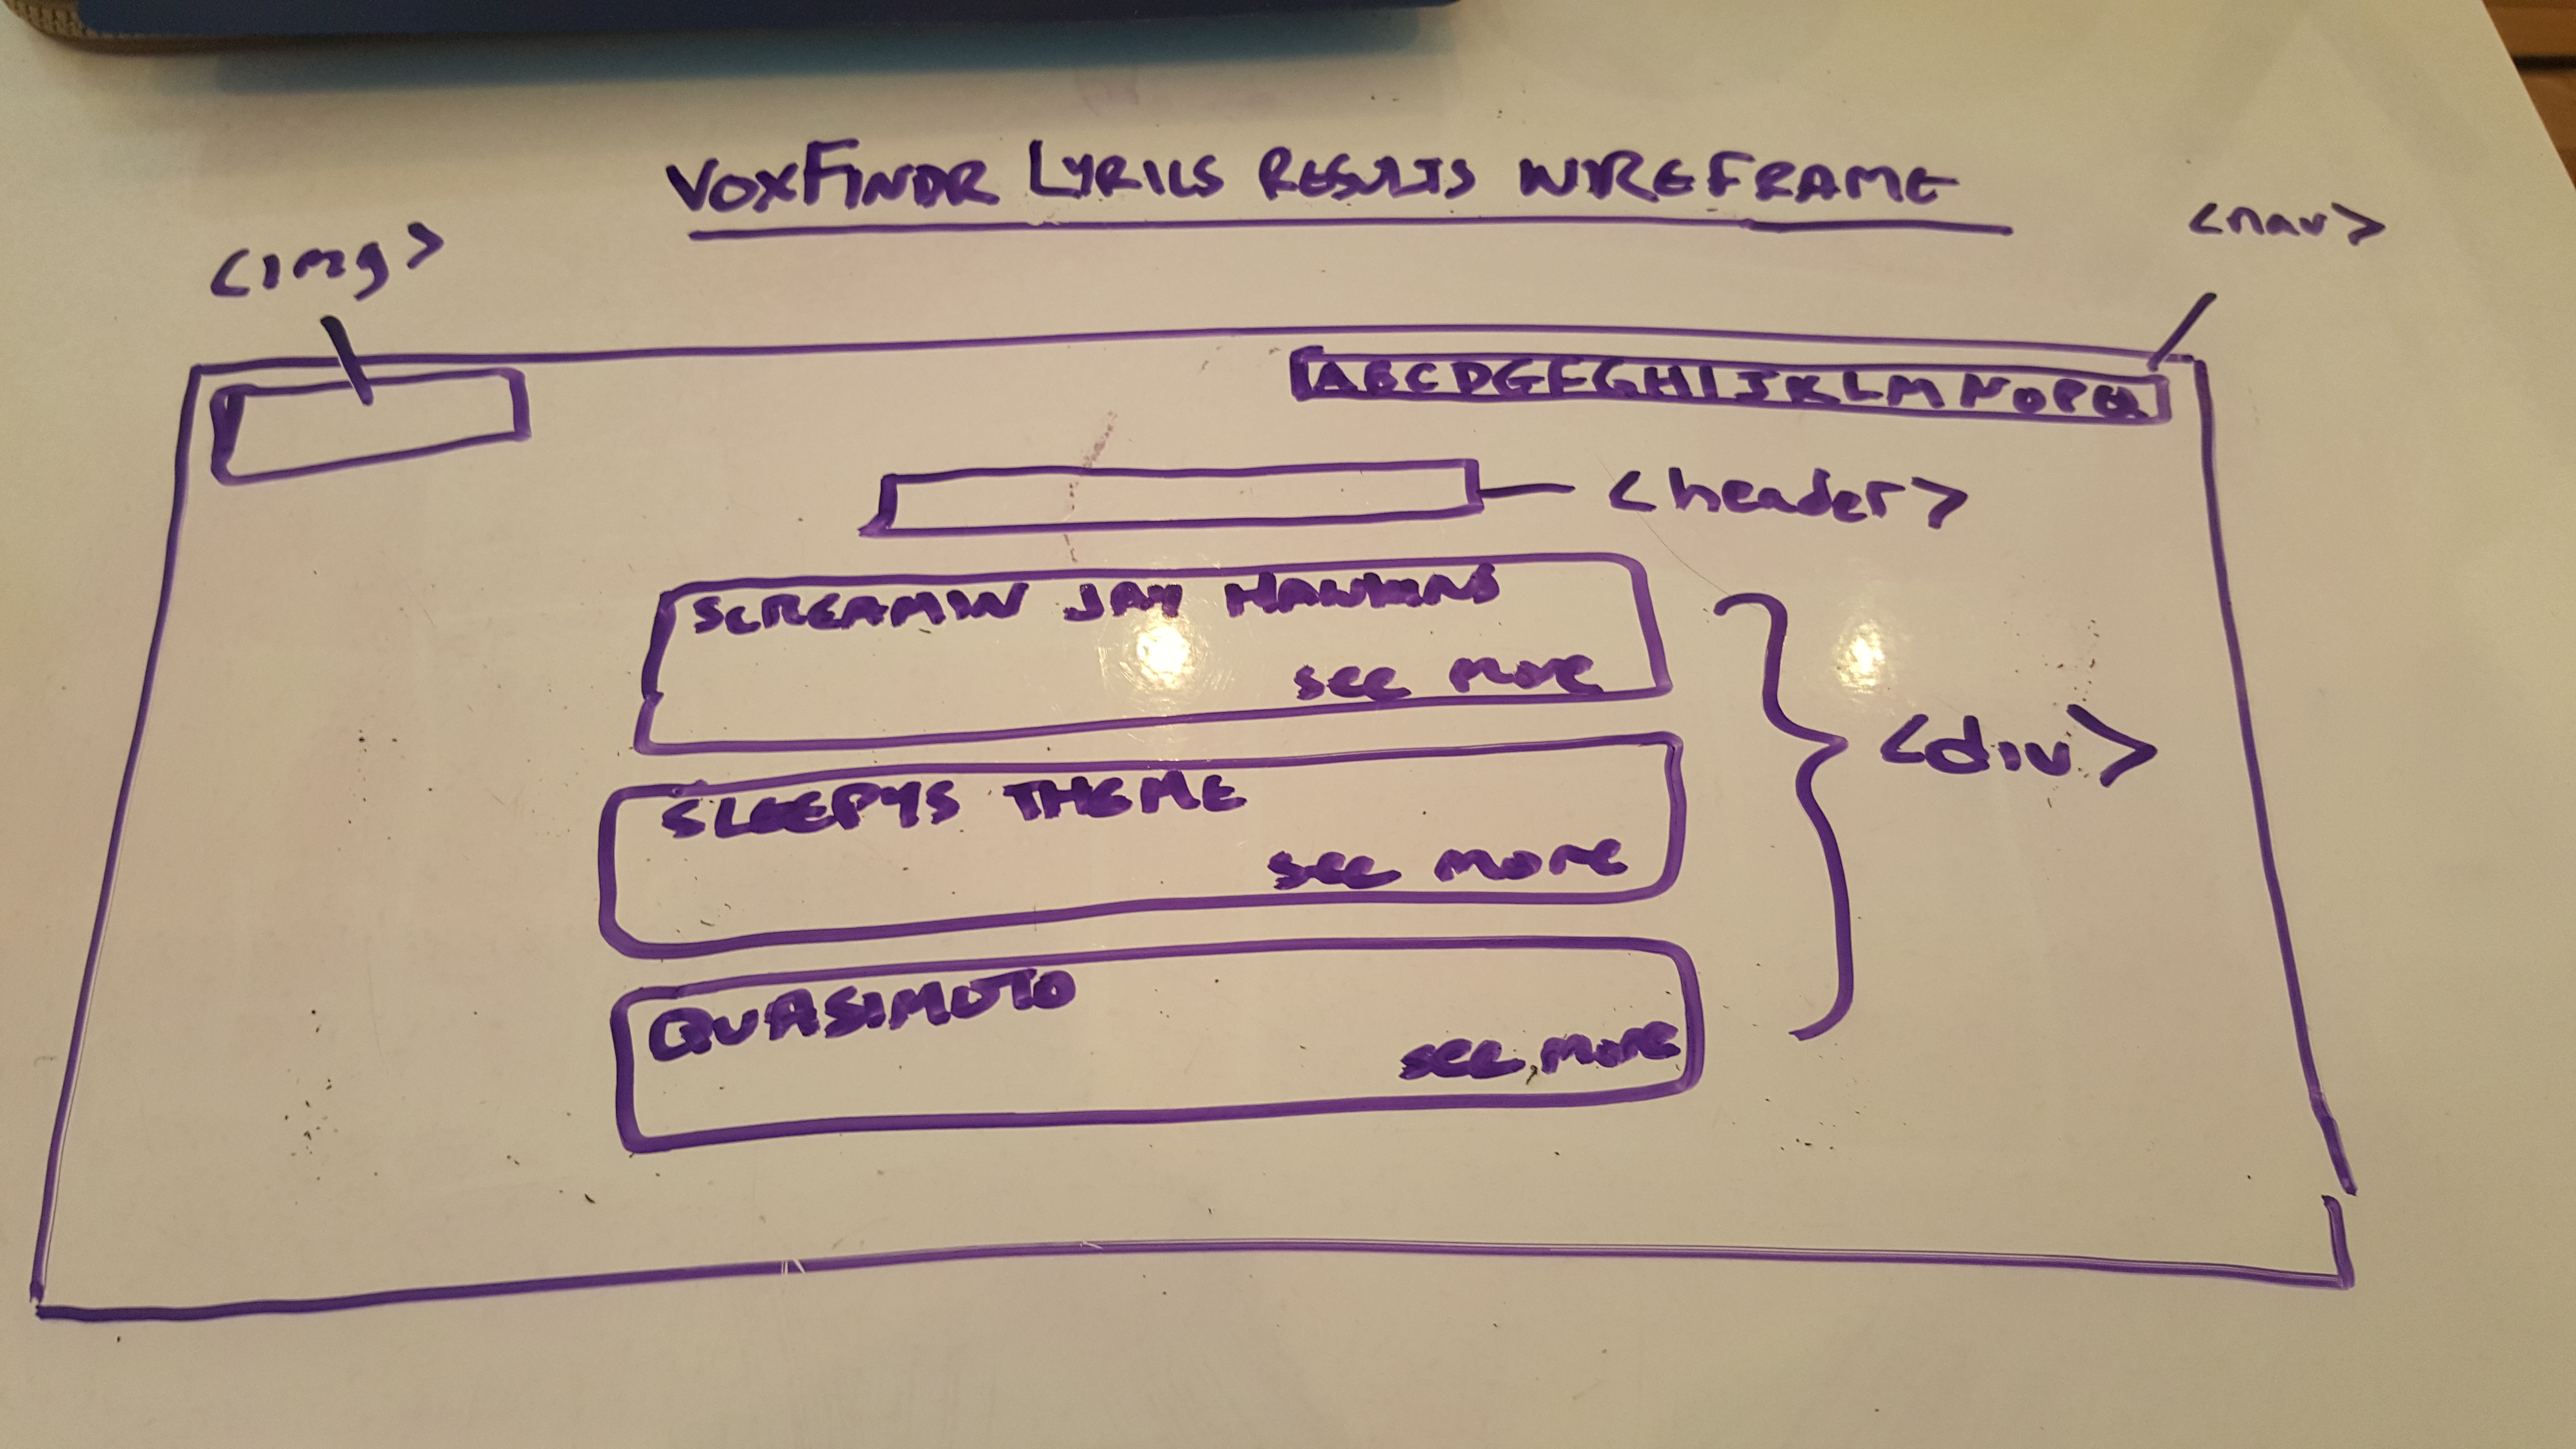 VOXFINDR LYRICS RESULTS WIREFRAME
<img>
<nav>
ABCDEFGHIJKLMNOPQ
<header>
SCREAMIN JAY HAWKINS
see more
<div>
SLEEPYS THEME
see more
QUASIMOTO
see more